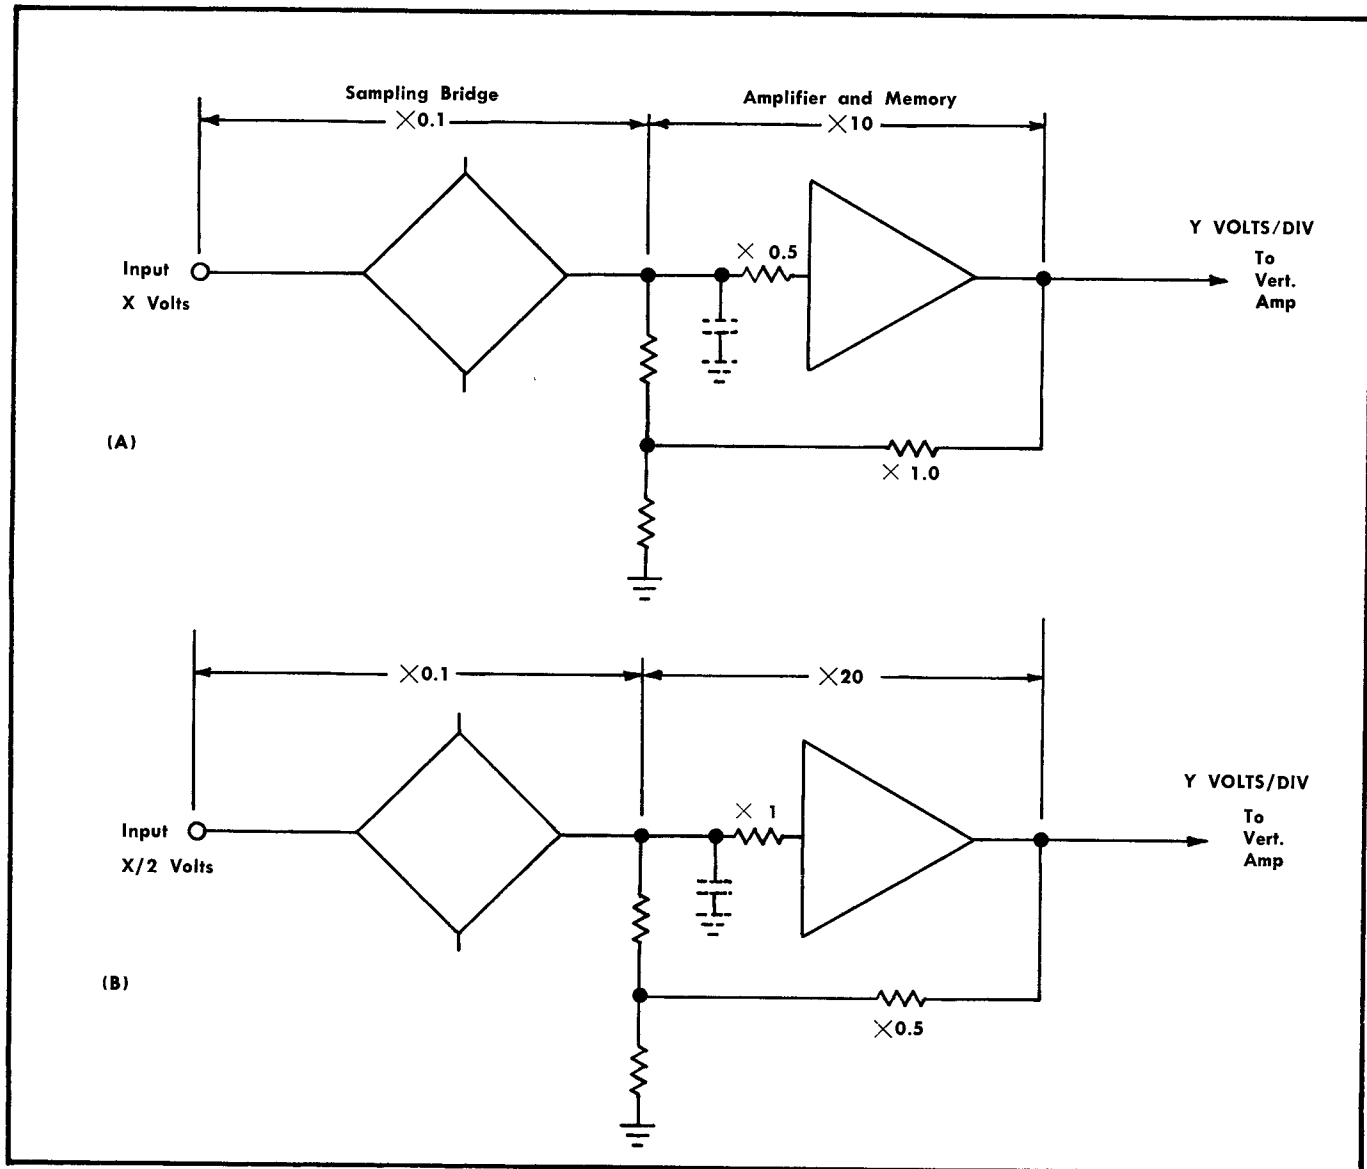 Sampling Bridge
Amplifier and Memory
×0.1
×10
Y VOLTS/DIV
To
Vert.
Amp
× 0.5
Input
X Volts
(A)
× 1.0
×0.1
×20
Y VOLTS/DIV
To
Vert.
Amp
× 1
Input
X/2 Volts
(B)
×0.5